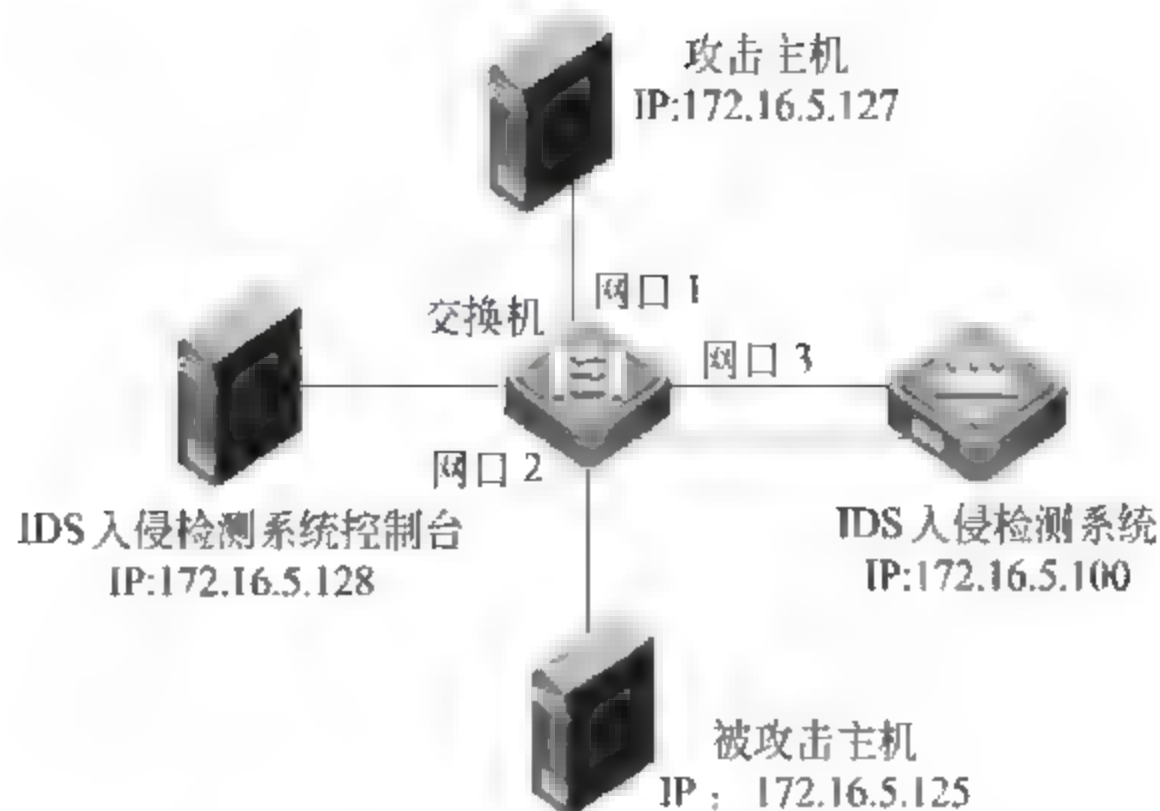 攻击主机
IP:172.16.5.127
交换机
网口 1
网口 3
网口 2
IDS 入侵检测系统控制台
IP:172.16.5.128
IDS 入侵检测系统
IP:172.16.5.100
被攻击主机
IP： 172.16.5.125